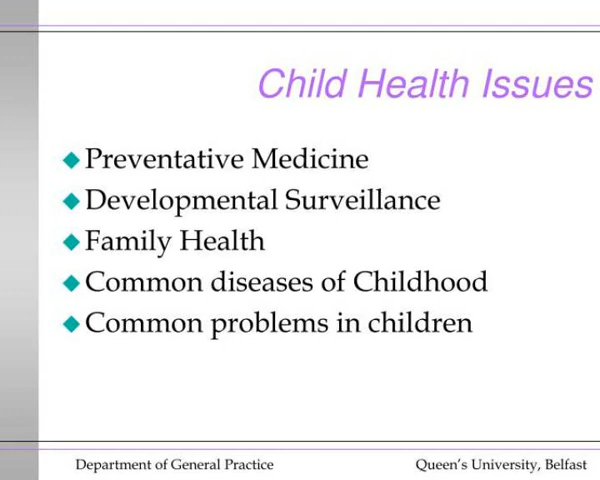 Child Health Issues
Preventative Medicine
Developmental Surveillance
Family Health
Common diseases of Childhood
Common problems in children
Department of General Practice
Queen's University, Belfast